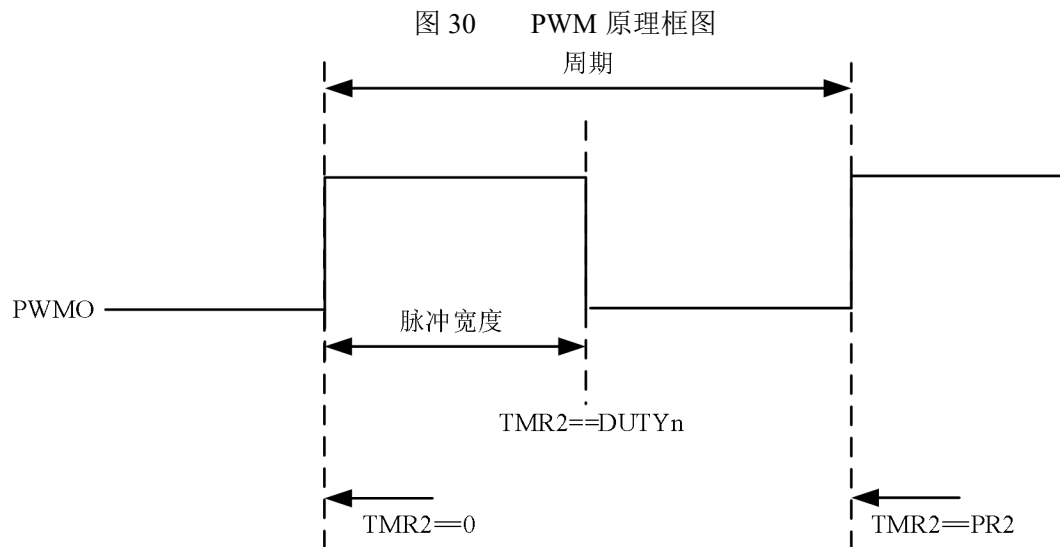 图 30 PWM 原理框图
周期
PWMO
脉冲宽度
TMR2==DUTYn
TMR2==0
TMR2==PR2